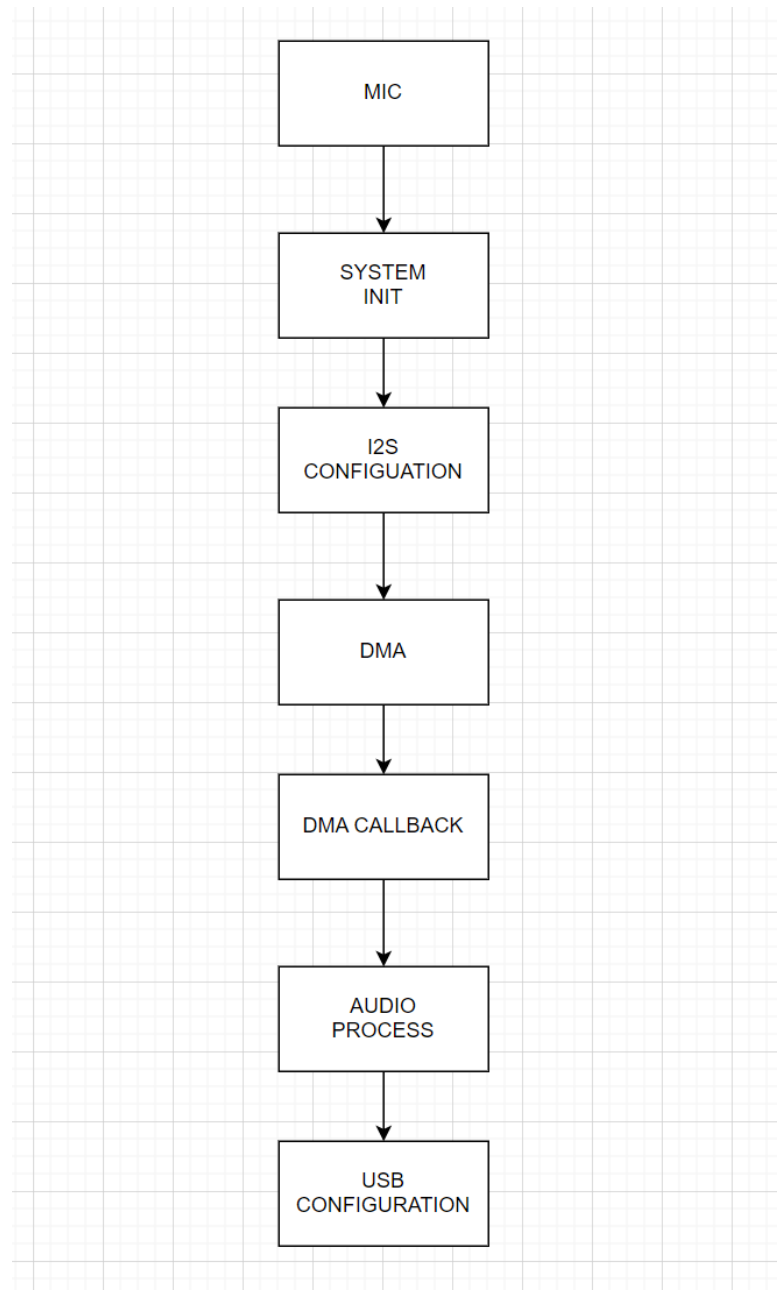 MIC
SYSTEM
INIT
I2S
CONFIGUATION
DMA
DMA CALLBACK
AUDIO
PROCESS
USB
CONFIGURATION